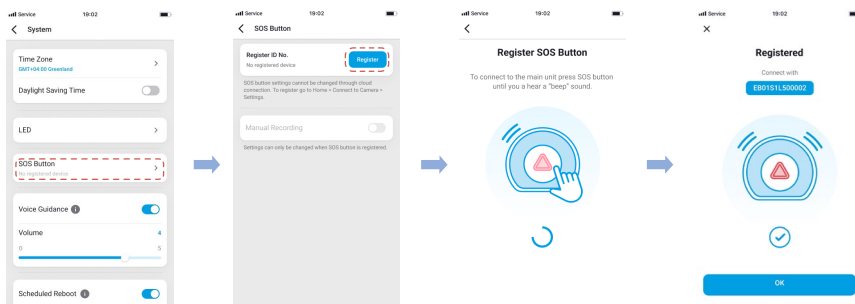 Service 19:02
System
Time Zone
GMT+04:00 Greenland
Daylight Saving Time
LED
SOS Button
No registered device
Voice Guidance
Volume 4
0 5
Scheduled Reboot
Service 19:02
SOS Button
Register ID No.
No registered device
Register
SOS button settings cannot be changed through cloud
connection. To register go to Home > Connect to Camera >
Settings.
Manual Recording
Settings can only be changed when SOS button is registered.
Service 19:02
Register SOS Button
To connect to the main unit press SOS button
until you a hear a "beep" sound.
Service 19:02
Registered
Connect with
EB01S1L500002
OK